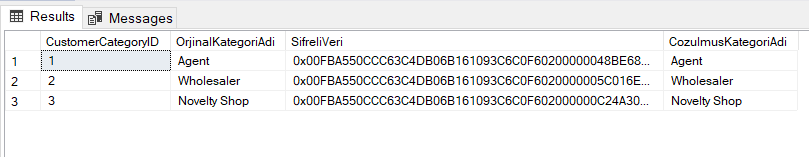 Results Messages
CustomerCategoryID OrjinalKategoriAdi SifreliVeri CozulmusKategoriAdi
1 1 Agent 0x00FBA550CCC63C4DB06B161093C6C0F60200000048BE68... Agent
2 2 Wholesaler 0x00FBA550CCC63C4DB06B161093C6C0F6020000005C016E... Wholesaler
3 3 Novelty Shop 0x00FBA550CCC63C4DB06B161093C6C0F602000000C24A30... Novelty Shop